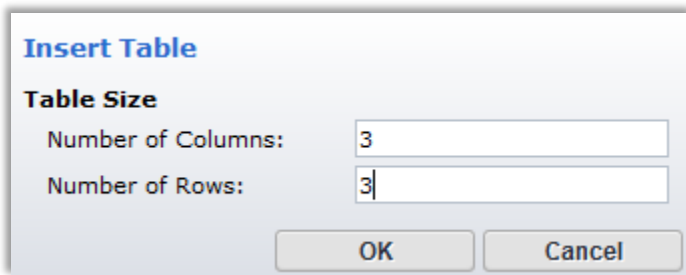 Insert Table
Table Size
Number of Columns: 3
Number of Rows: 3
OK Cancel